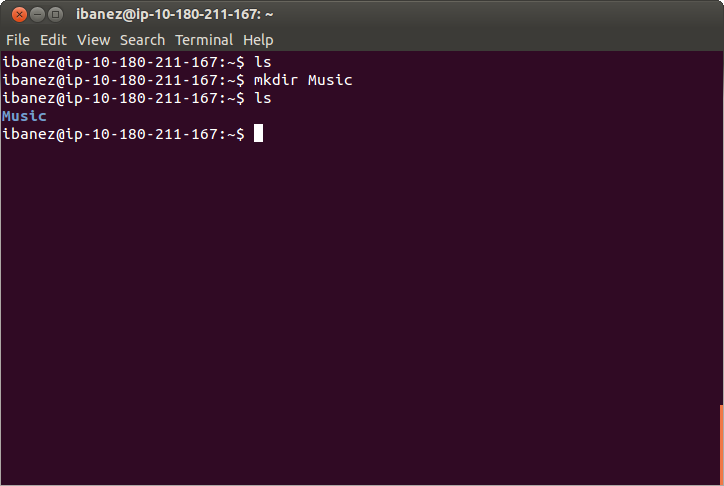 ibanez@ip-10-180-211-167: ~
File Edit View Search Terminal Help
ibanez@ip-10-180-211-167:~$ ls
ibanez@ip-10-180-211-167:~$ mkdir Music
ibanez@ip-10-180-211-167:~$ ls
Music
ibanez@ip-10-180-211-167:~$